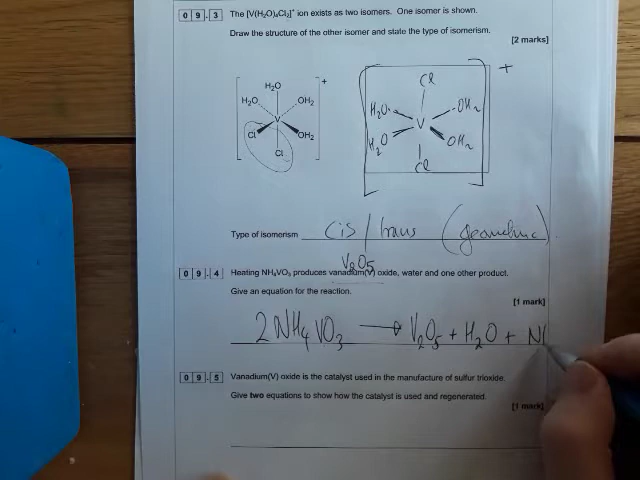 0 9 . 3 The [V(H₂O)₄Cl₂]⁺ ion exists as two isomers. One isomer is shown.
Draw the structure of the other isomer and state the type of isomerism.
[2 marks]
H₂O
H₂O OH₂
V
Cl OH₂
Cl
+
Cl
H₂O OH₂
V
H₂O OH₂
Cl
+
Type of isomerism cis/trans (geometric)
V₂O₅
0 9 . 4 Heating NH₄VO₃ produces vanadium(V) oxide, water and one other product.
Give an equation for the reaction.
[1 mark]
2NH₄VO₃ → V₂O₅ + H₂O + N
0 9 . 5 Vanadium(V) oxide is the catalyst used in the manufacture of sulfur trioxide.
Give two equations to show how the catalyst is used and regenerated.
[1 mark]